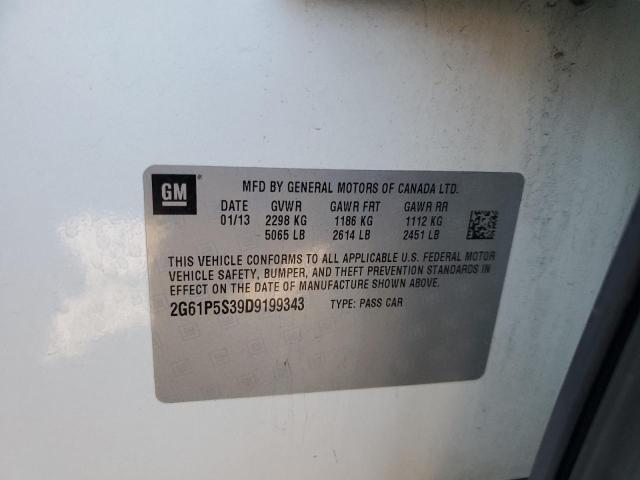 GM
MFD BY GENERAL MOTORS OF CANADA LTD.
DATE GVWR GAWR FRT GAWR RR
01/13 2298 KG 1186 KG 1112 KG
5065 LB 2614 LB 2451 LB
THIS VEHICLE CONFORMS TO ALL APPLICABLE U.S. FEDERAL MOTOR
VEHICLE SAFETY, BUMPER, AND THEFT PREVENTION STANDARDS IN
EFFECT ON THE DATE OF MANUFACTURE SHOWN ABOVE.
2G61P5S39D9199343 TYPE: PASS CAR